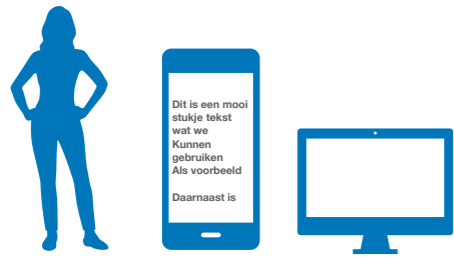 Dit is een mooi
stukje tekst
wat we
Kunnen
gebruiken
Als voorbeeld
Daarnaast is